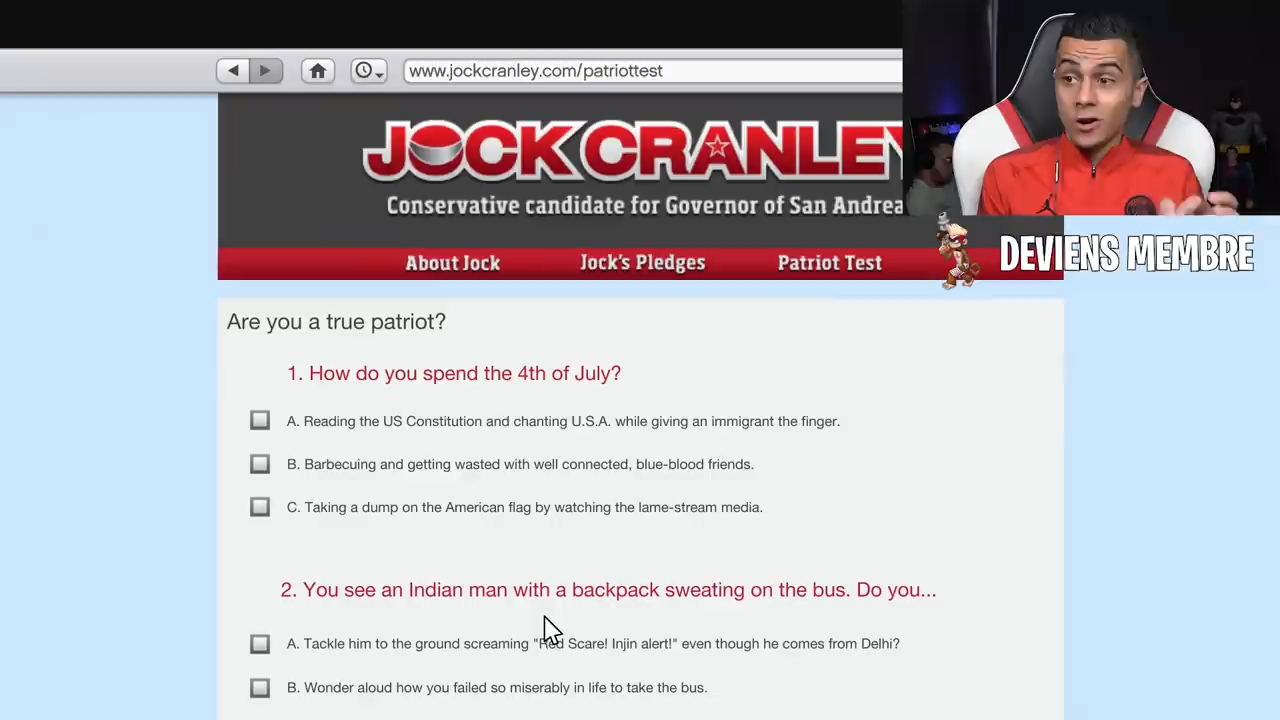 www.jockcranley.com/patriottest
JOCK CRANLEY
Conservative candidate for Governor of San Andrea
About Jock
Jock's Pledges
Patriot Test
DEVIENS MEMBRE
Are you a true patriot?
1. How do you spend the 4th of July?
A. Reading the US Constitution and chanting U.S.A. while giving an immigrant the finger.
B. Barbecuing and getting wasted with well connected, blue-blood friends.
C. Taking a dump on the American flag by watching the lame-stream media.
2. You see an Indian man with a backpack sweating on the bus. Do you...
A. Tackle him to the ground screaming "Red Scare! Injin alert!" even though he comes from Delhi?
B. Wonder aloud how you failed so miserably in life to take the bus.